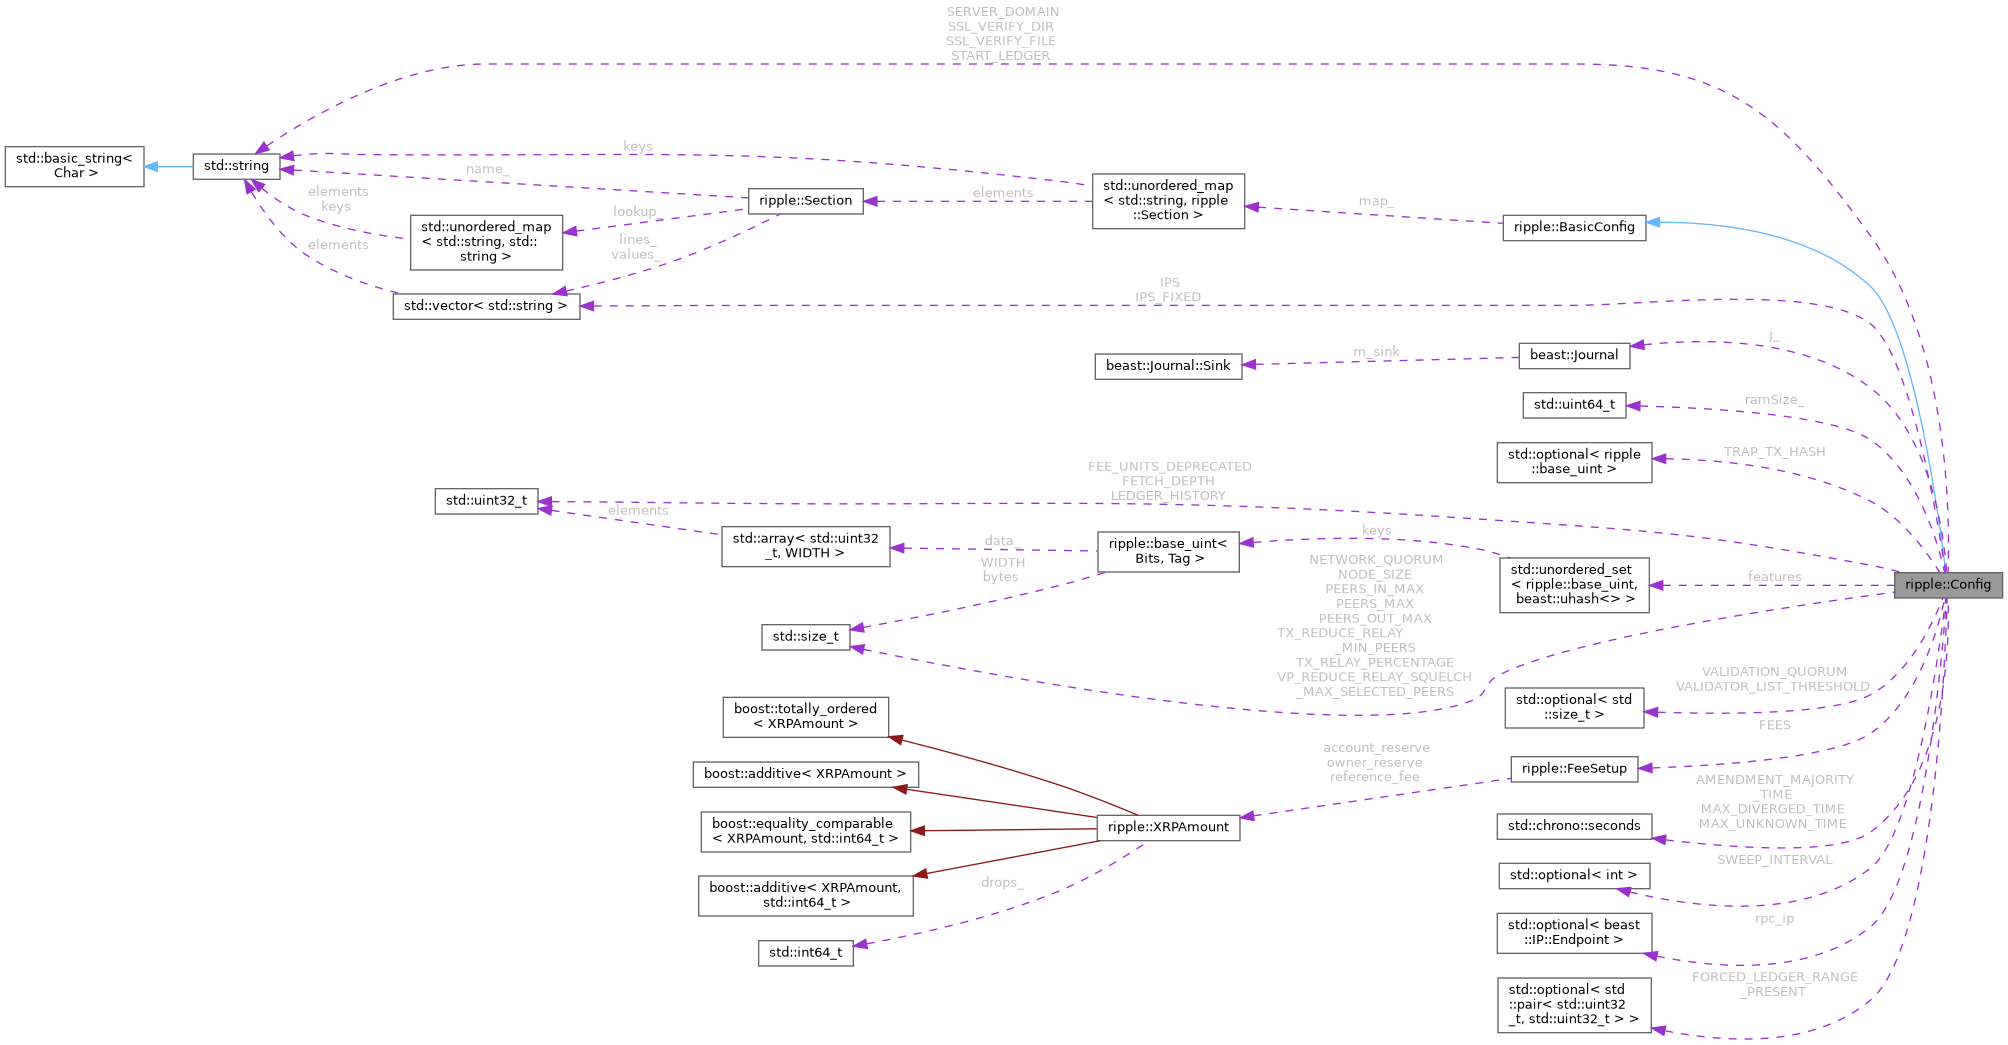 SERVER_DOMAIN
SSL_VERIFY_DIR
SSL_VERIFY_FILE
START_LEDGER
std::basic_string<
Char >
std::string
keys
name_
elements
keys
elements
std::unordered_map
< std::string, std::
string >
std::vector< std::string >
lookup_
lines_
values_
ripple::Section
elements
std::unordered_map
< std::string, ripple
::Section >
map_
ripple::BasicConfig
IPS
IPS_FIXED
beast::Journal::Sink
m_sink
beast::Journal
j_
std::uint64_t
ramSize_
std::optional< ripple
::base_uint >
TRAP_TX_HASH
FEE_UNITS_DEPRECATED
FETCH_DEPTH
LEDGER_HISTORY
std::uint32_t
elements
std::array< std::uint32
_t, WIDTH >
data_
WIDTH
bytes
ripple::base_uint<
Bits, Tag >
keys
std::unordered_set
< ripple::base_uint,
beast::uhash<> >
features
ripple::Config
std::size_t
NETWORK_QUORUM
NODE_SIZE
PEERS_IN_MAX
PEERS_MAX
PEERS_OUT_MAX
TX_REDUCE_RELAY
_MIN_PEERS
TX_RELAY_PERCENTAGE
VP_REDUCE_RELAY_SQUELCH
_MAX_SELECTED_PEERS
std::optional< std
::size_t >
VALIDATION_QUORUM
VALIDATOR_LIST_THRESHOLD
boost::totally_ordered
< XRPAmount >
boost::additive< XRPAmount >
boost::equality_comparable
< XRPAmount, std::int64_t >
boost::additive< XRPAmount,
std::int64_t >
std::int64_t
drops_
ripple::XRPAmount
account_reserve
owner_reserve
reference_fee
ripple::FeeSetup
FEES
std::chrono::seconds
AMENDMENT_MAJORITY
_TIME
MAX_DIVERGED_TIME
MAX_UNKNOWN_TIME
std::optional< int >
SWEEP_INTERVAL
std::optional< beast
::IP::Endpoint >
rpc_ip
std::optional< std
::pair< std::uint32
_t, std::uint32_t > >
FORCED_LEDGER_RANGE
_PRESENT